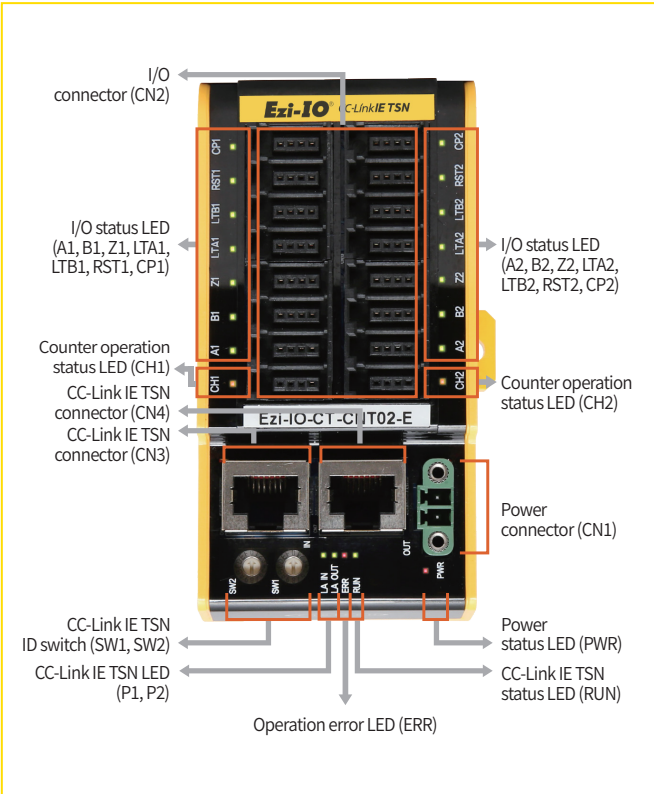 I/O
connector (CN2)
Ezi-IO® CC-Link IE TSN
CP1
RST1
LTB1
LTA1
Z1
B1
A1
CH1
CP2
RST2
LTB2
LTA2
Z2
B2
A2
CH2
I/O status LED
(A1, B1, Z1, LTA1,
LTB1, RST1, CP1)
I/O status LED
(A2, B2, Z2, LTA2,
LTB2, RST2, CP2)
Counter operation
status LED (CH1)
CC-Link IE TSN
connector (CN4)
CC-Link IE TSN
connector (CN3)
Counter operation
status LED (CH2)
Ezi-IO-CT-CNT02-E
Power
connector (CN1)
IN
OUT
SW2
SW1
LA IN
LA OUT
ERR
RUN
PWR
CC-Link IE TSN
ID switch (SW1, SW2)
CC-Link IE TSN LED
(P1, P2)
Power
status LED (PWR)
CC-Link IE TSN
status LED (RUN)
Operation error LED (ERR)